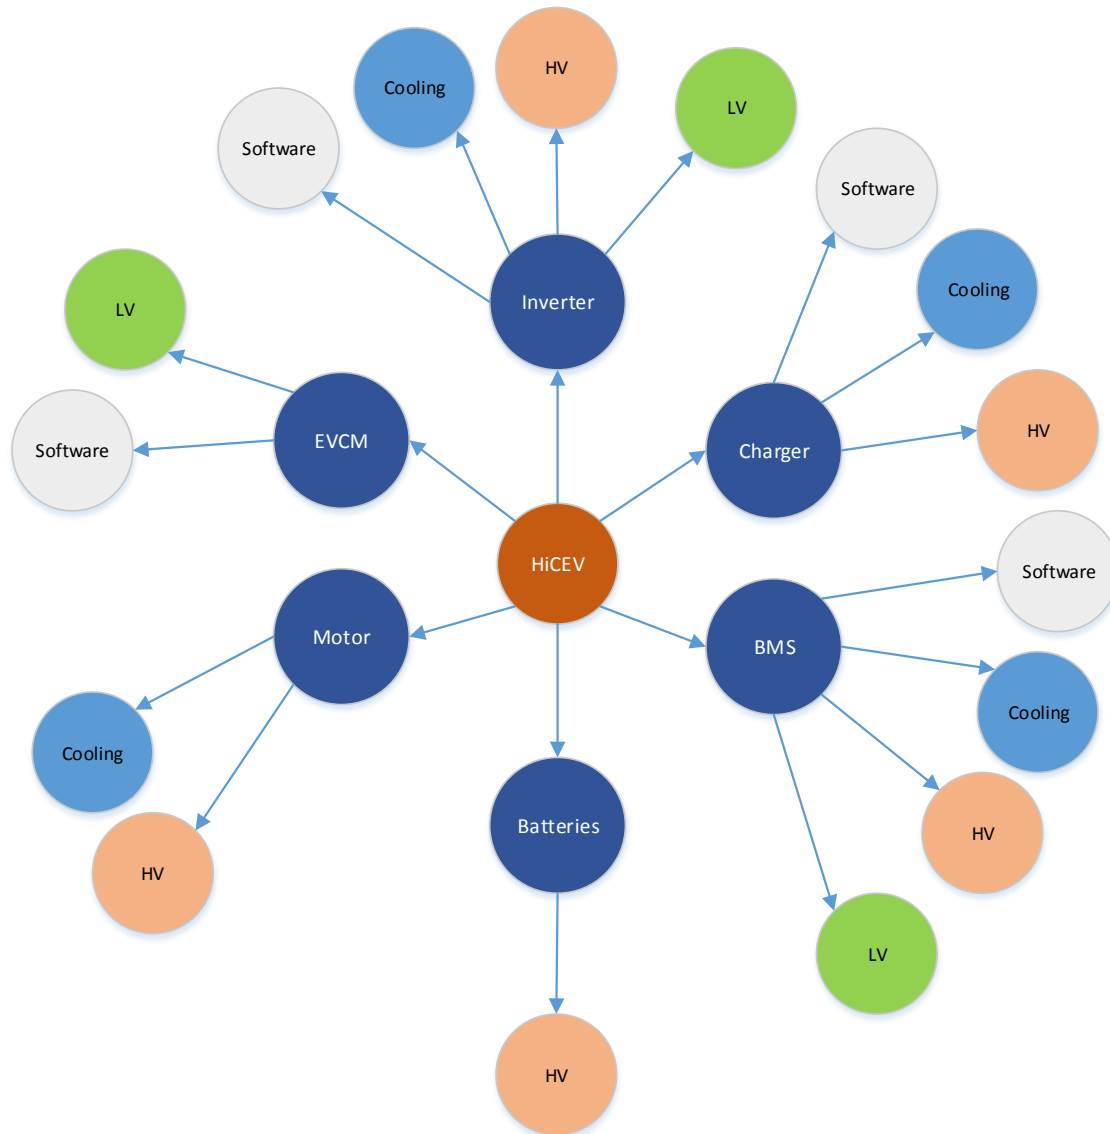 HV
Cooling
LV
Software
Software
Cooling
Inverter
LV
HV
EVCM
Software
Charger
HiCEV
Software
Motor
BMS
Cooling
Cooling
Batteries
HV
HV
LV
HV